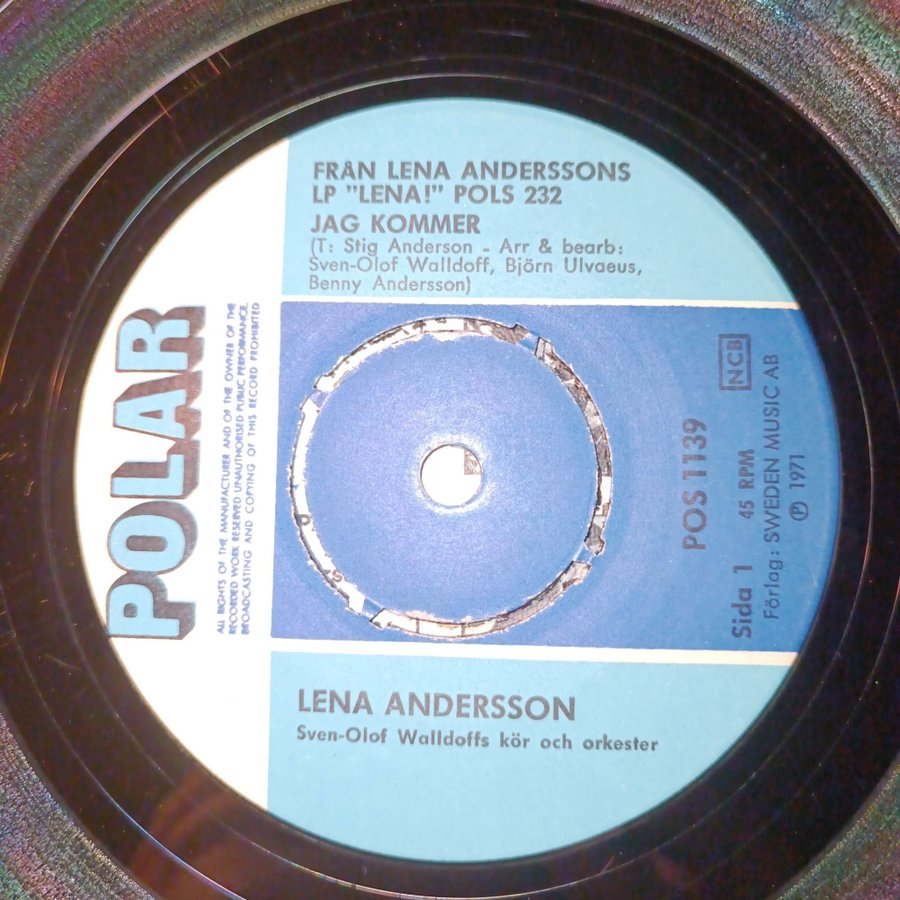 POLAR
ALL RIGHTS OF THE MANUFACTURER AND OF THE OWNER OF THE
RECORDED WORK RESERVED UNAUTHORISED PUBLIC PERFORMANCE,
BROADCASTING AND COPYING OF THIS RECORD PROHIBITED
FRÅN LENA ANDERSSONS
LP "LENA!" POLS 232
JAG KOMMER
(T: Stig Anderson - Arr & bearb:
Sven-Olof Walldoff, Björn Ulvaeus,
Benny Andersson)
NCB
POS 1139
Sida 1 45 RPM
Förlag: SWEDEN MUSIC AB
Ⓟ 1971
LENA ANDERSSON
Sven-Olof Walldoffs kör och orkester